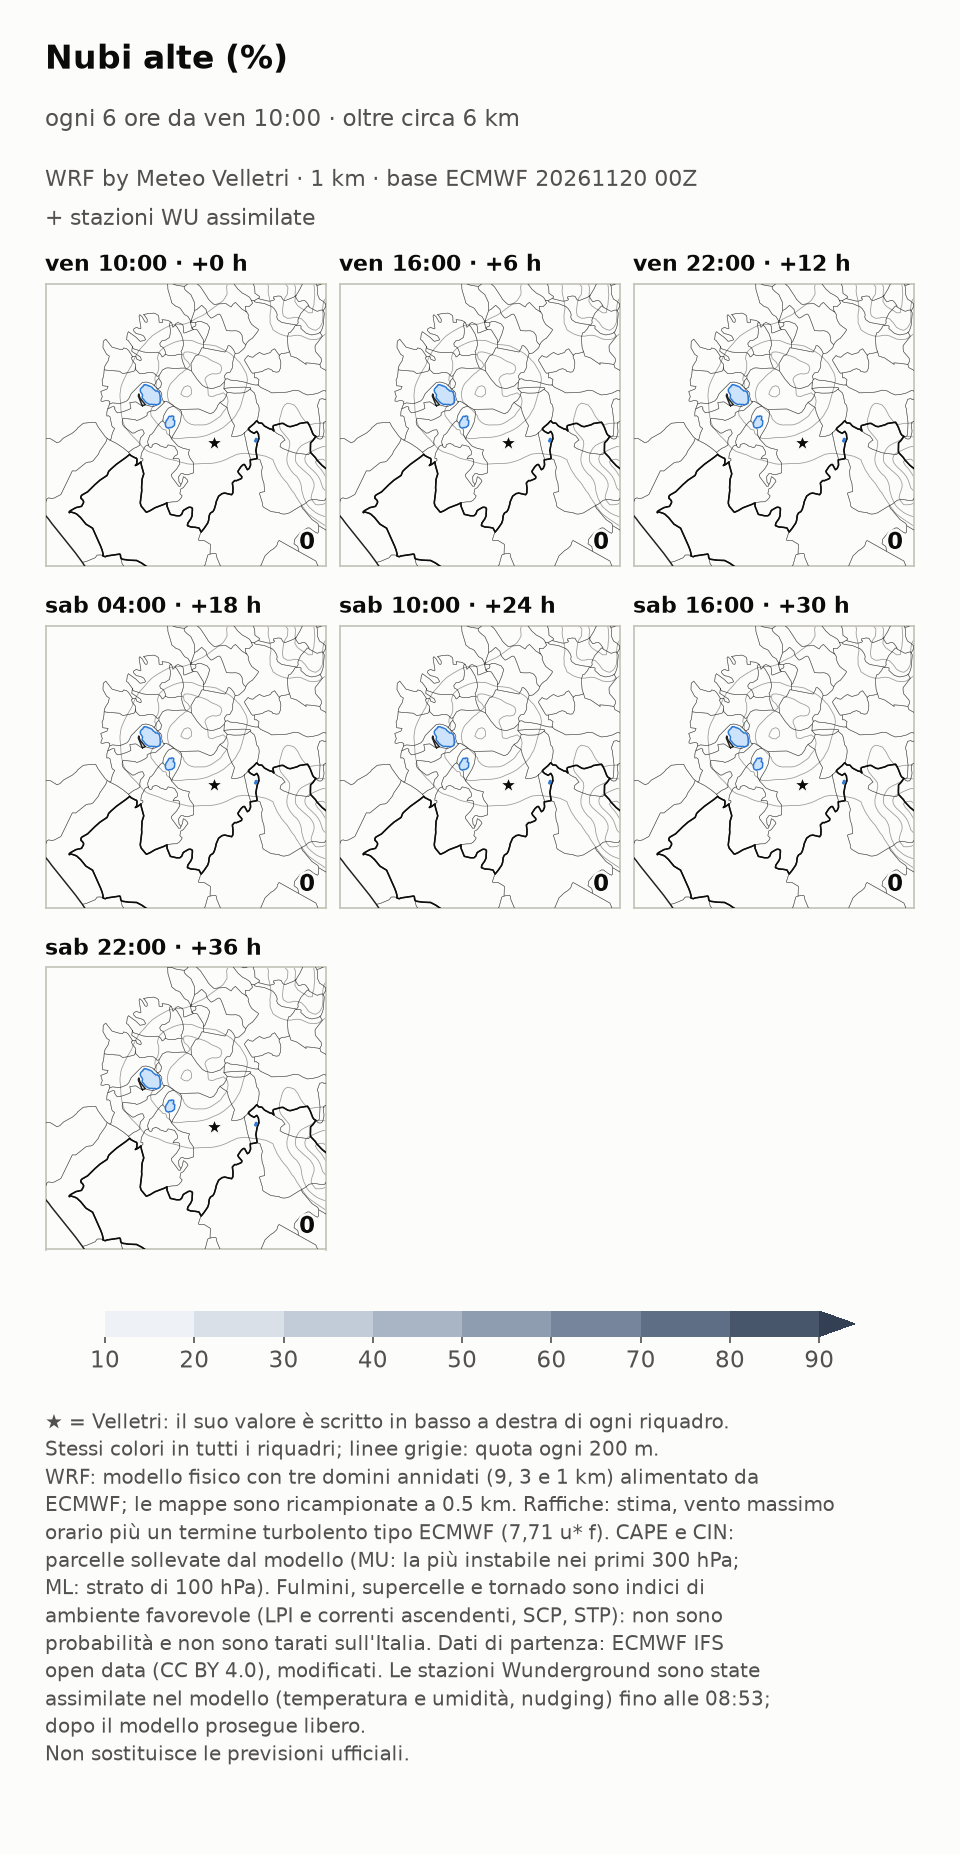 Nubi alte (%)
ogni 6 ore da ven 10:00 · oltre circa 6 km
WRF by Meteo Velletri · 1 km · base ECMWF 20261120 00Z
+ stazioni WU assimilate
ven 10:00 · +0 h
ven 16:00 · +6 h
ven 22:00 · +12 h
0
0
0
sab 04:00 · +18 h
sab 10:00 · +24 h
sab 16:00 · +30 h
0
0
0
sab 22:00 · +36 h
0
10 20 30 40 50 60 70 80 90
★ = Velletri: il suo valore è scritto in basso a destra di ogni riquadro.
Stessi colori in tutti i riquadri; linee grigie: quota ogni 200 m.
WRF: modello fisico con tre domini annidati (9, 3 e 1 km) alimentato da
ECMWF; le mappe sono ricampionate a 0.5 km. Raffiche: stima, vento massimo
orario più un termine turbolento tipo ECMWF (7,71 u* f). CAPE e CIN:
parcelle sollevate dal modello (MU: la più instabile nei primi 300 hPa;
ML: strato di 100 hPa). Fulmini, supercelle e tornado sono indici di
ambiente favorevole (LPI e correnti ascendenti, SCP, STP): non sono
probabilità e non sono tarati sull'Italia. Dati di partenza: ECMWF IFS
open data (CC BY 4.0), modificati. Le stazioni Wunderground sono state
assimilate nel modello (temperatura e umidità, nudging) fino alle 08:53;
dopo il modello prosegue libero.
Non sostituisce le previsioni ufficiali.